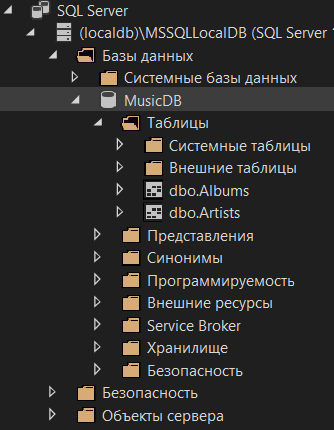 SQL Server
(localdb)\MSSQLLocalDB (SQL Server
Базы данных
Системные базы данных
MusicDB
Таблицы
Системные таблицы
Внешние таблицы
dbo.Albums
dbo.Artists
Представления
Синонимы
Программируемость
Внешние ресурсы
Service Broker
Хранилище
Безопасность
Безопасность
Объекты сервера